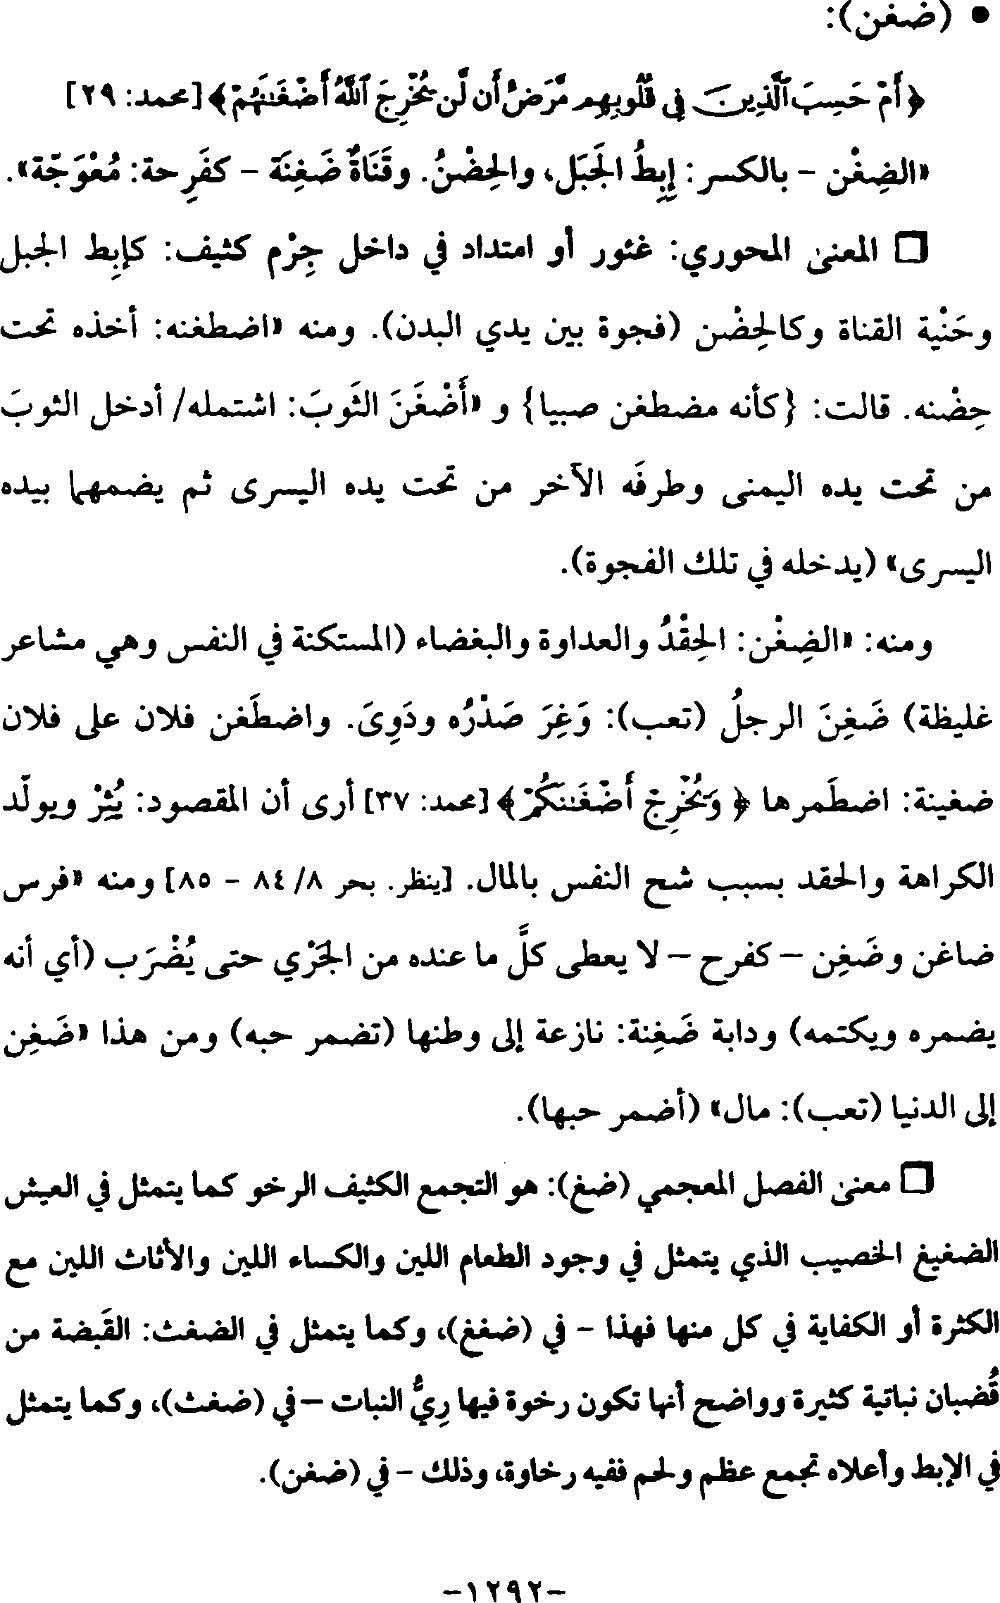 • (ضغن):
﴿أَمْ حَسِبَ ٱلَّذِينَ فِي قُلُوبِهِم مَّرَضٌ أَن لَّن يُخْرِجَ ٱللَّهُ أَضْغَٰنَهُمْ﴾ [محمد: ٢٩]
«الضِغْن - بالكسر: إِبِطُ الجَبَل، والحِضْنُ. وقَنَاةٌ ضَغِنَة - كفَرِحة: مُعْوَجّة».
□ المعنى المحوري: غئور أو امتداد في داخل جِرْم كثيف: كإبِط الجبل
وحَنْية القناة وكالحِضْن (فجوة بين يدي البدن). ومنه «اضطغنه: أخذه تحت
حِضْنه. قالت: {كأنه مضطغن صبيا} و «أَضْغَنَ الثَوبَ: اشتمله/ أدخل الثوبَ
من تحت يده اليمنى وطرفَه الآخر من تحت يده اليسرى ثم يضمهما بيده
اليسرى» (يدخله في تلك الفجوة).
ومنه: «الضِغْن: الحِقْدُ والعداوة والبغضاء (المستكنة في النفس وهي مشاعر
غليظة) ضَغِنَ الرجلُ (تعب): وَغِرَ صَدْرُه ودَوِىَ. واضطَغن فلان على فلان
ضغينة: اضطَمرها ﴿وَيُخْرِجْ أَضْغَٰنَكُمْ﴾ [محمد: ٣٧] أرى أن المقصود: يُثِرْ ويولّد
الكراهة والحقد بسبب شح النفس بالمال. [ينظر. بحر ٨/ ٨٤ - ٨٥] ومنه «فرس
ضاغن وضَغِن - كفرح - لا يعطى كلَّ ما عنده من الجَرْي حتى يُضْرَب (أي أنه
يضمره ويكتمه) ودابة ضَغِنة: نازعة إلى وطنها (تضمر حبه) ومن هذا «ضَغِن
إلى الدنيا (تعب): مال» (أضمر حبها).
□ معنى الفصل المعجمي (ضغ): هو التجمع الكثيف الرخو كما يتمثل في العيش
الضغيغ الخصيب الذي يتمثل في وجود الطعام اللين والكساء اللين والأثاث اللين مع
الكثرة أو الكفاية في كل منها فهذا - في (ضغغ)، وكما يتمثل في الضغث: القَبضة من
قُضبان نباتية كثيرة وواضح أنها تكون رخوة فيها رِيُّ النبات - في (ضغث)، وكما يتمثل
في الإبط وأعلاه تجمع عظم ولحم ففيه رخاوة، وذلك - في (ضغن).
-١٢٩٢-